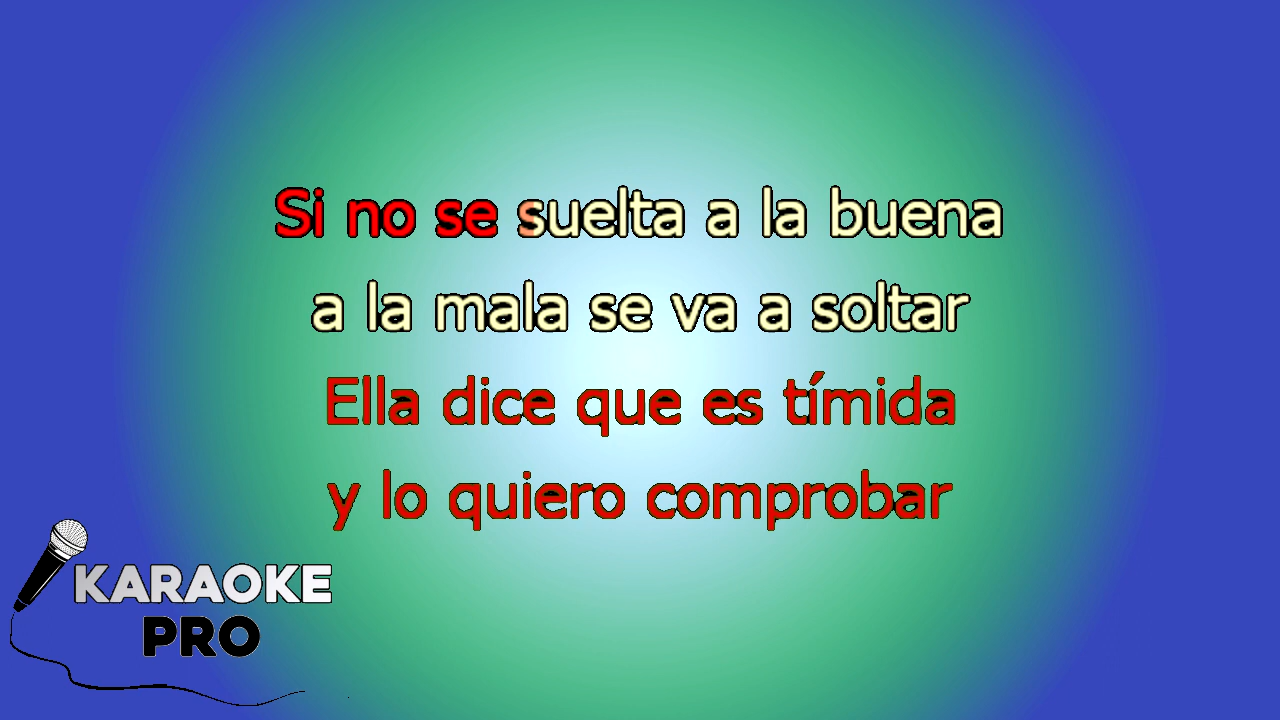 Si no se suelta a la buena
a la mala se va a soltar
Ella dice que es tímida
y lo quiero comprobar
KARAOKE
PRO